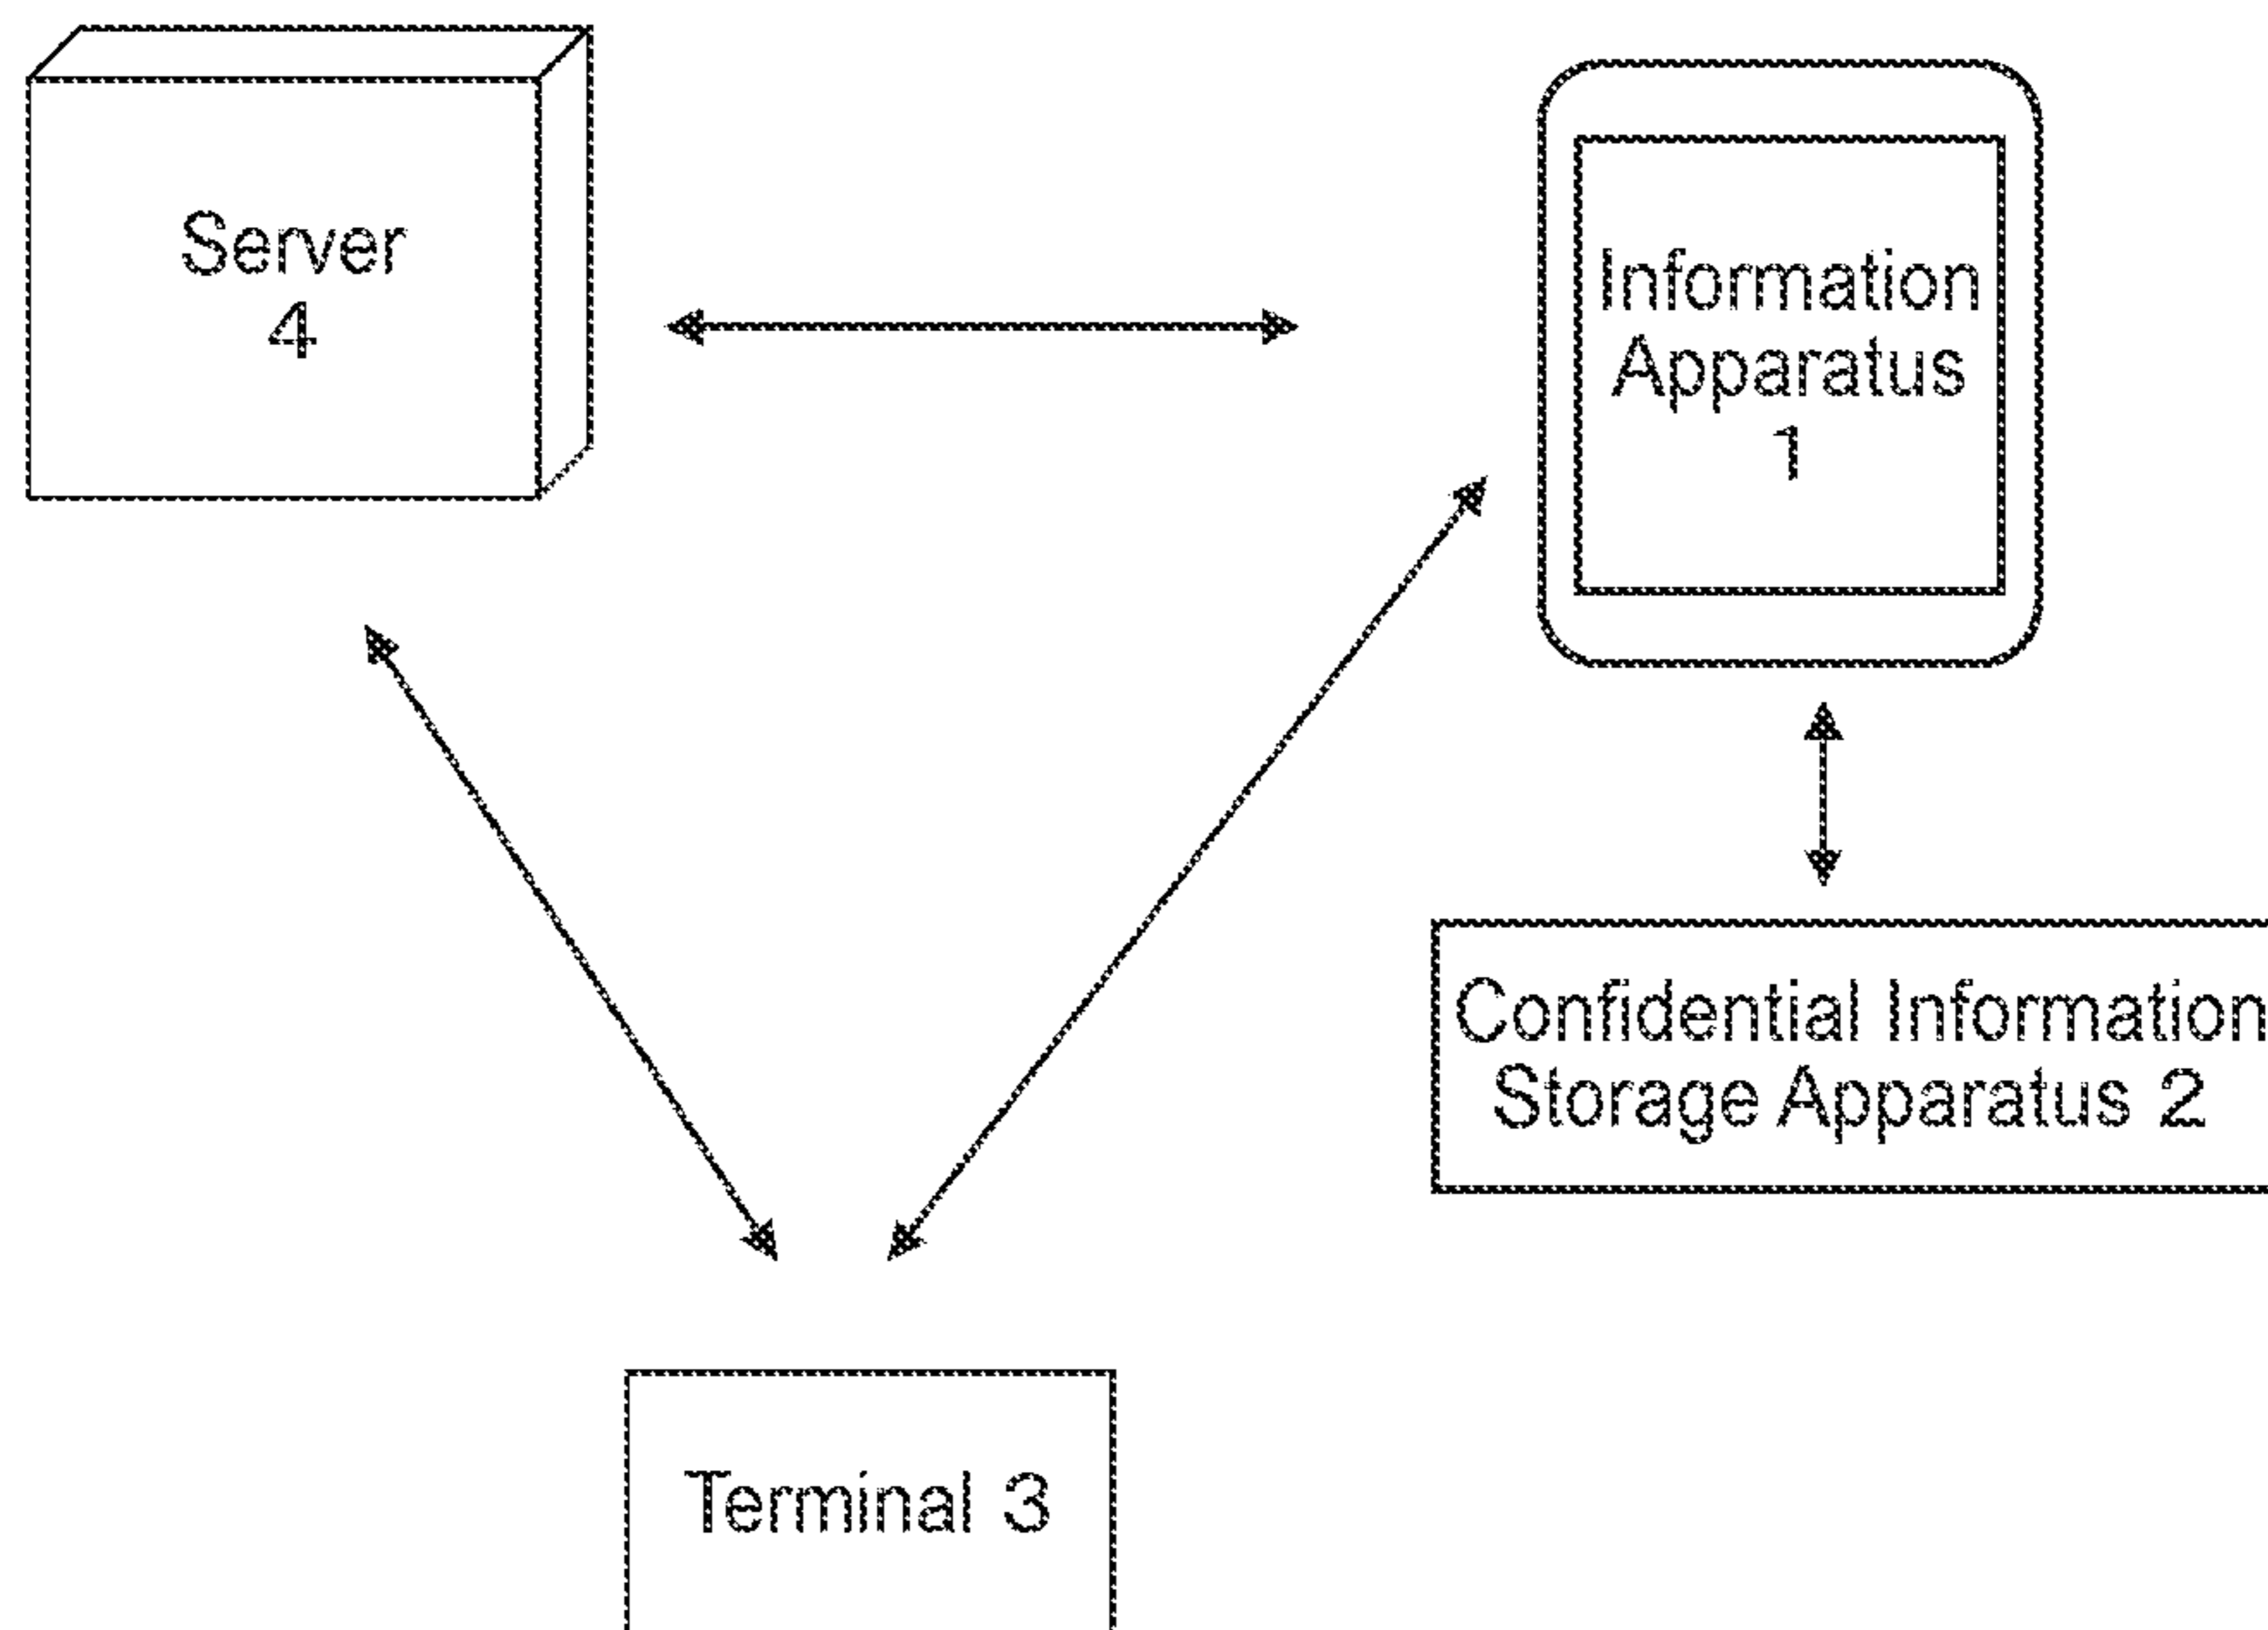 Server
4
Information
Apparatus
1
Confidential Information
Storage Apparatus 2
Terminal 3